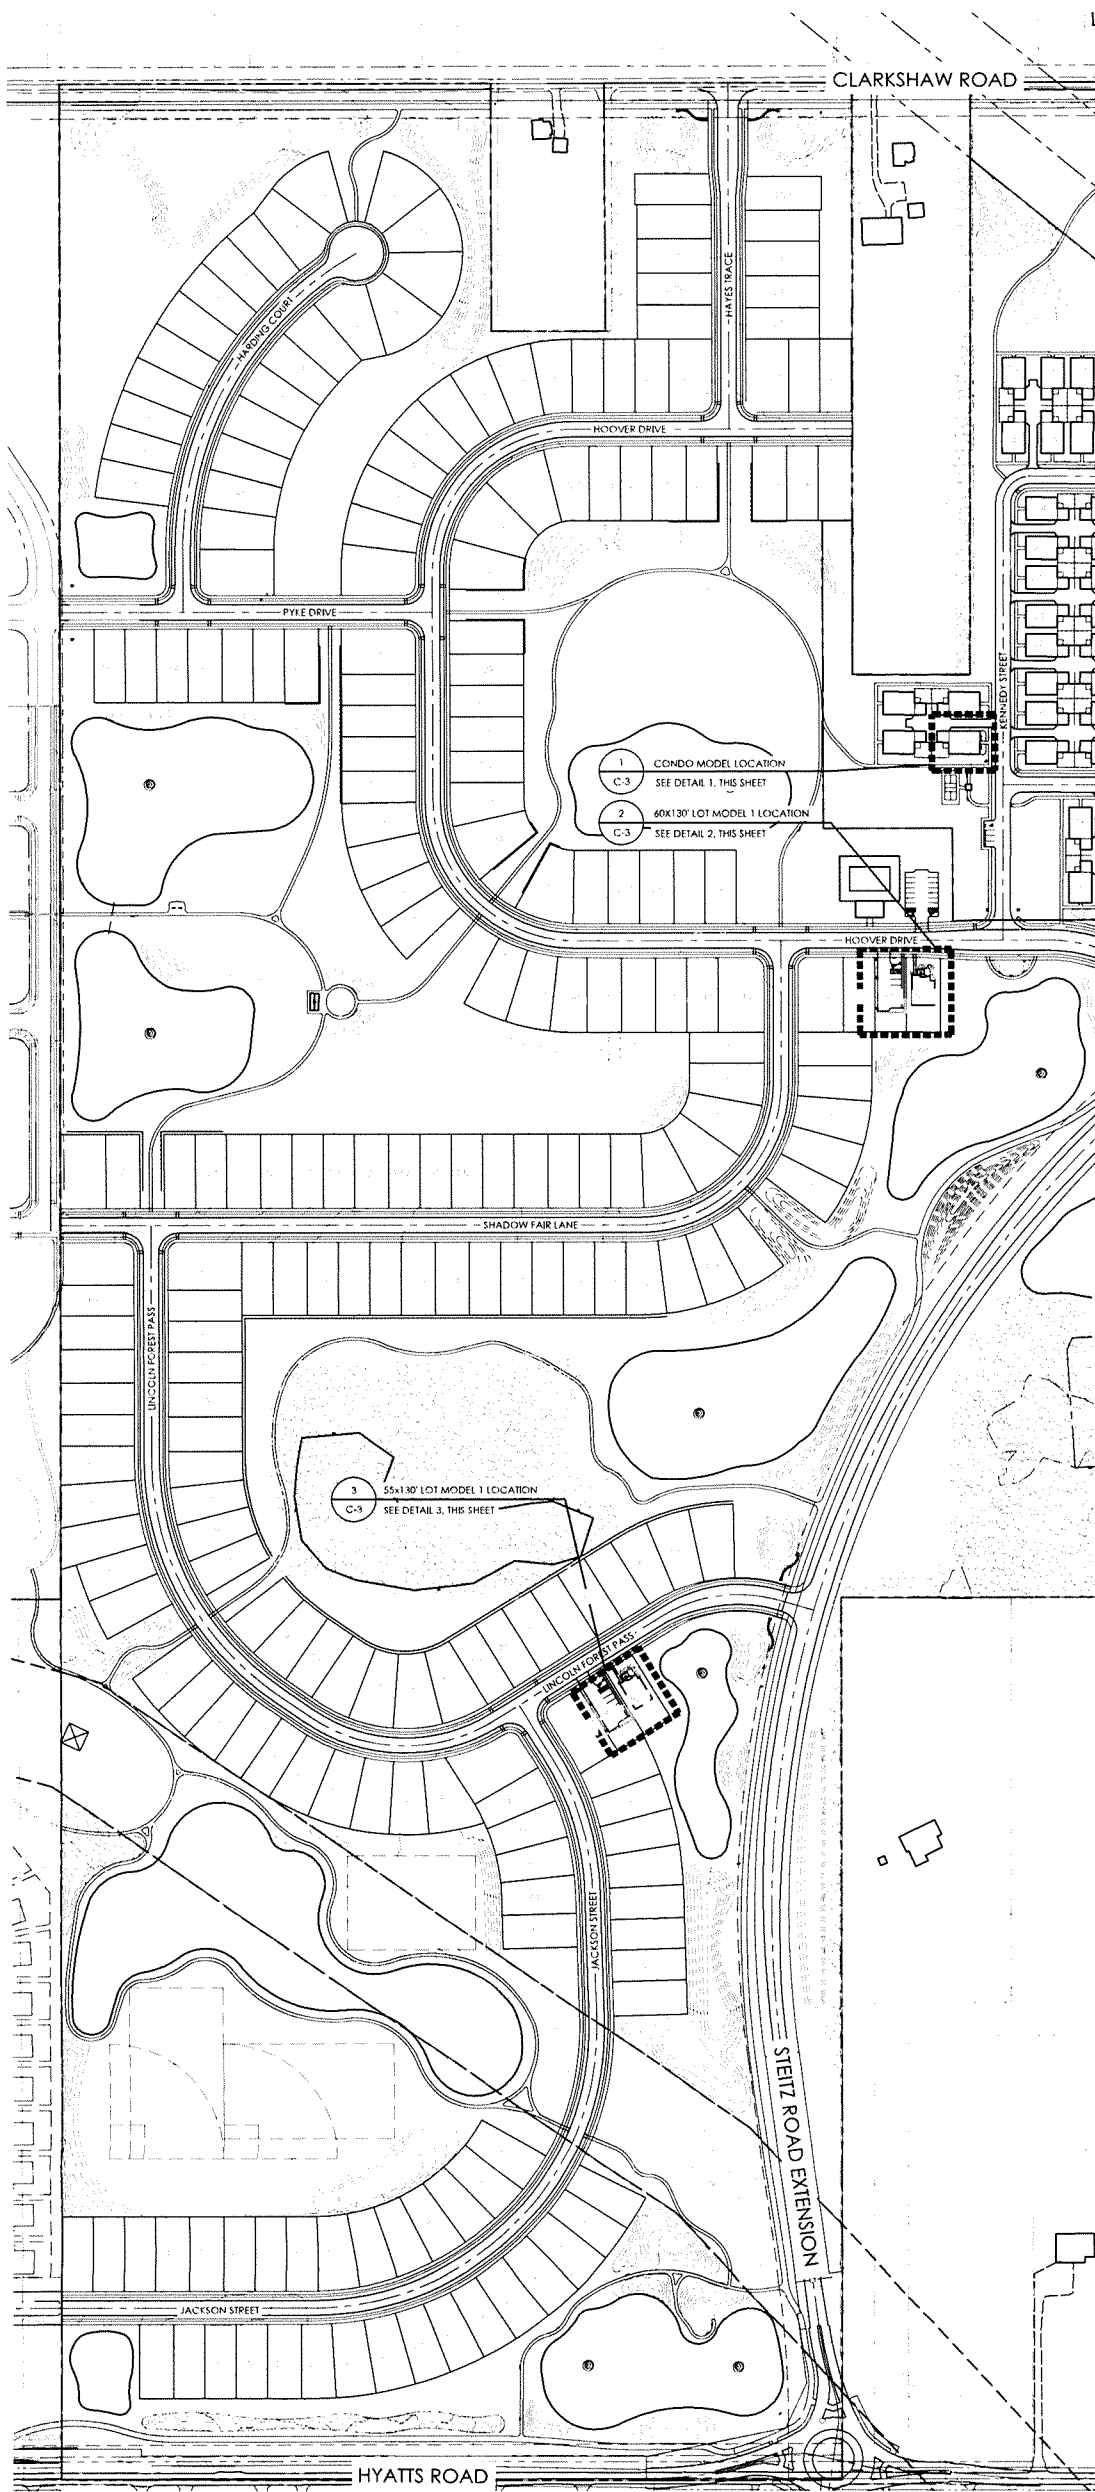 CLARKSHAW ROAD
HAYES TRACE
HARDING COURT
HOOVER DRIVE
PYKE DRIVE
KENNEDY STREET
1
C-3
CONDO MODEL LOCATION
SEE DETAIL 1, THIS SHEET
2
C-3
60X130' LOT MODEL 1 LOCATION
SEE DETAIL 2, THIS SHEET
HOOVER DRIVE
SHADOW FAIR LANE
LINCOLN FOREST PASS
3
C-3
55x130' LOT MODEL 1 LOCATION
SEE DETAIL 3, THIS SHEET
LINCOLN FOREST PASS
JACKSON STREET
STEITZ ROAD EXTENSION
JACKSON STREET
HYATTS ROAD